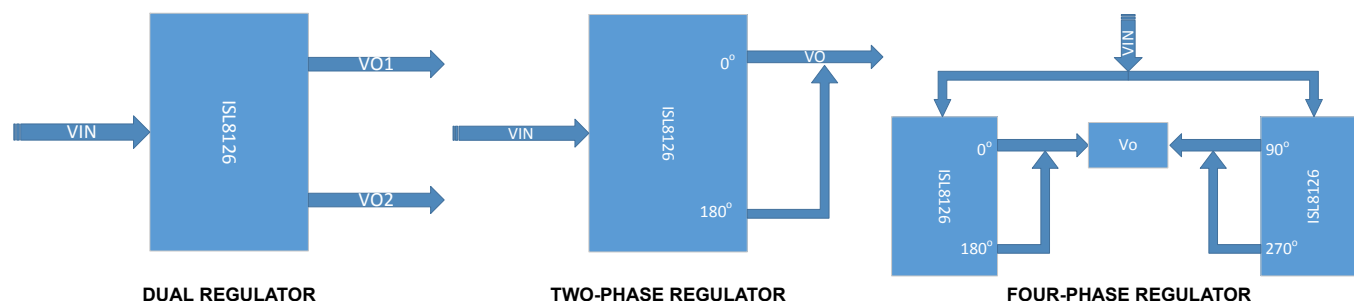 VIN
ISL8126
VO1
VO2
DUAL REGULATOR
VIN
ISL8126
0°
180°
VO
TWO-PHASE REGULATOR
VIN
ISL8126
0°
180°
Vo
90°
270°
ISL8126
FOUR-PHASE REGULATOR